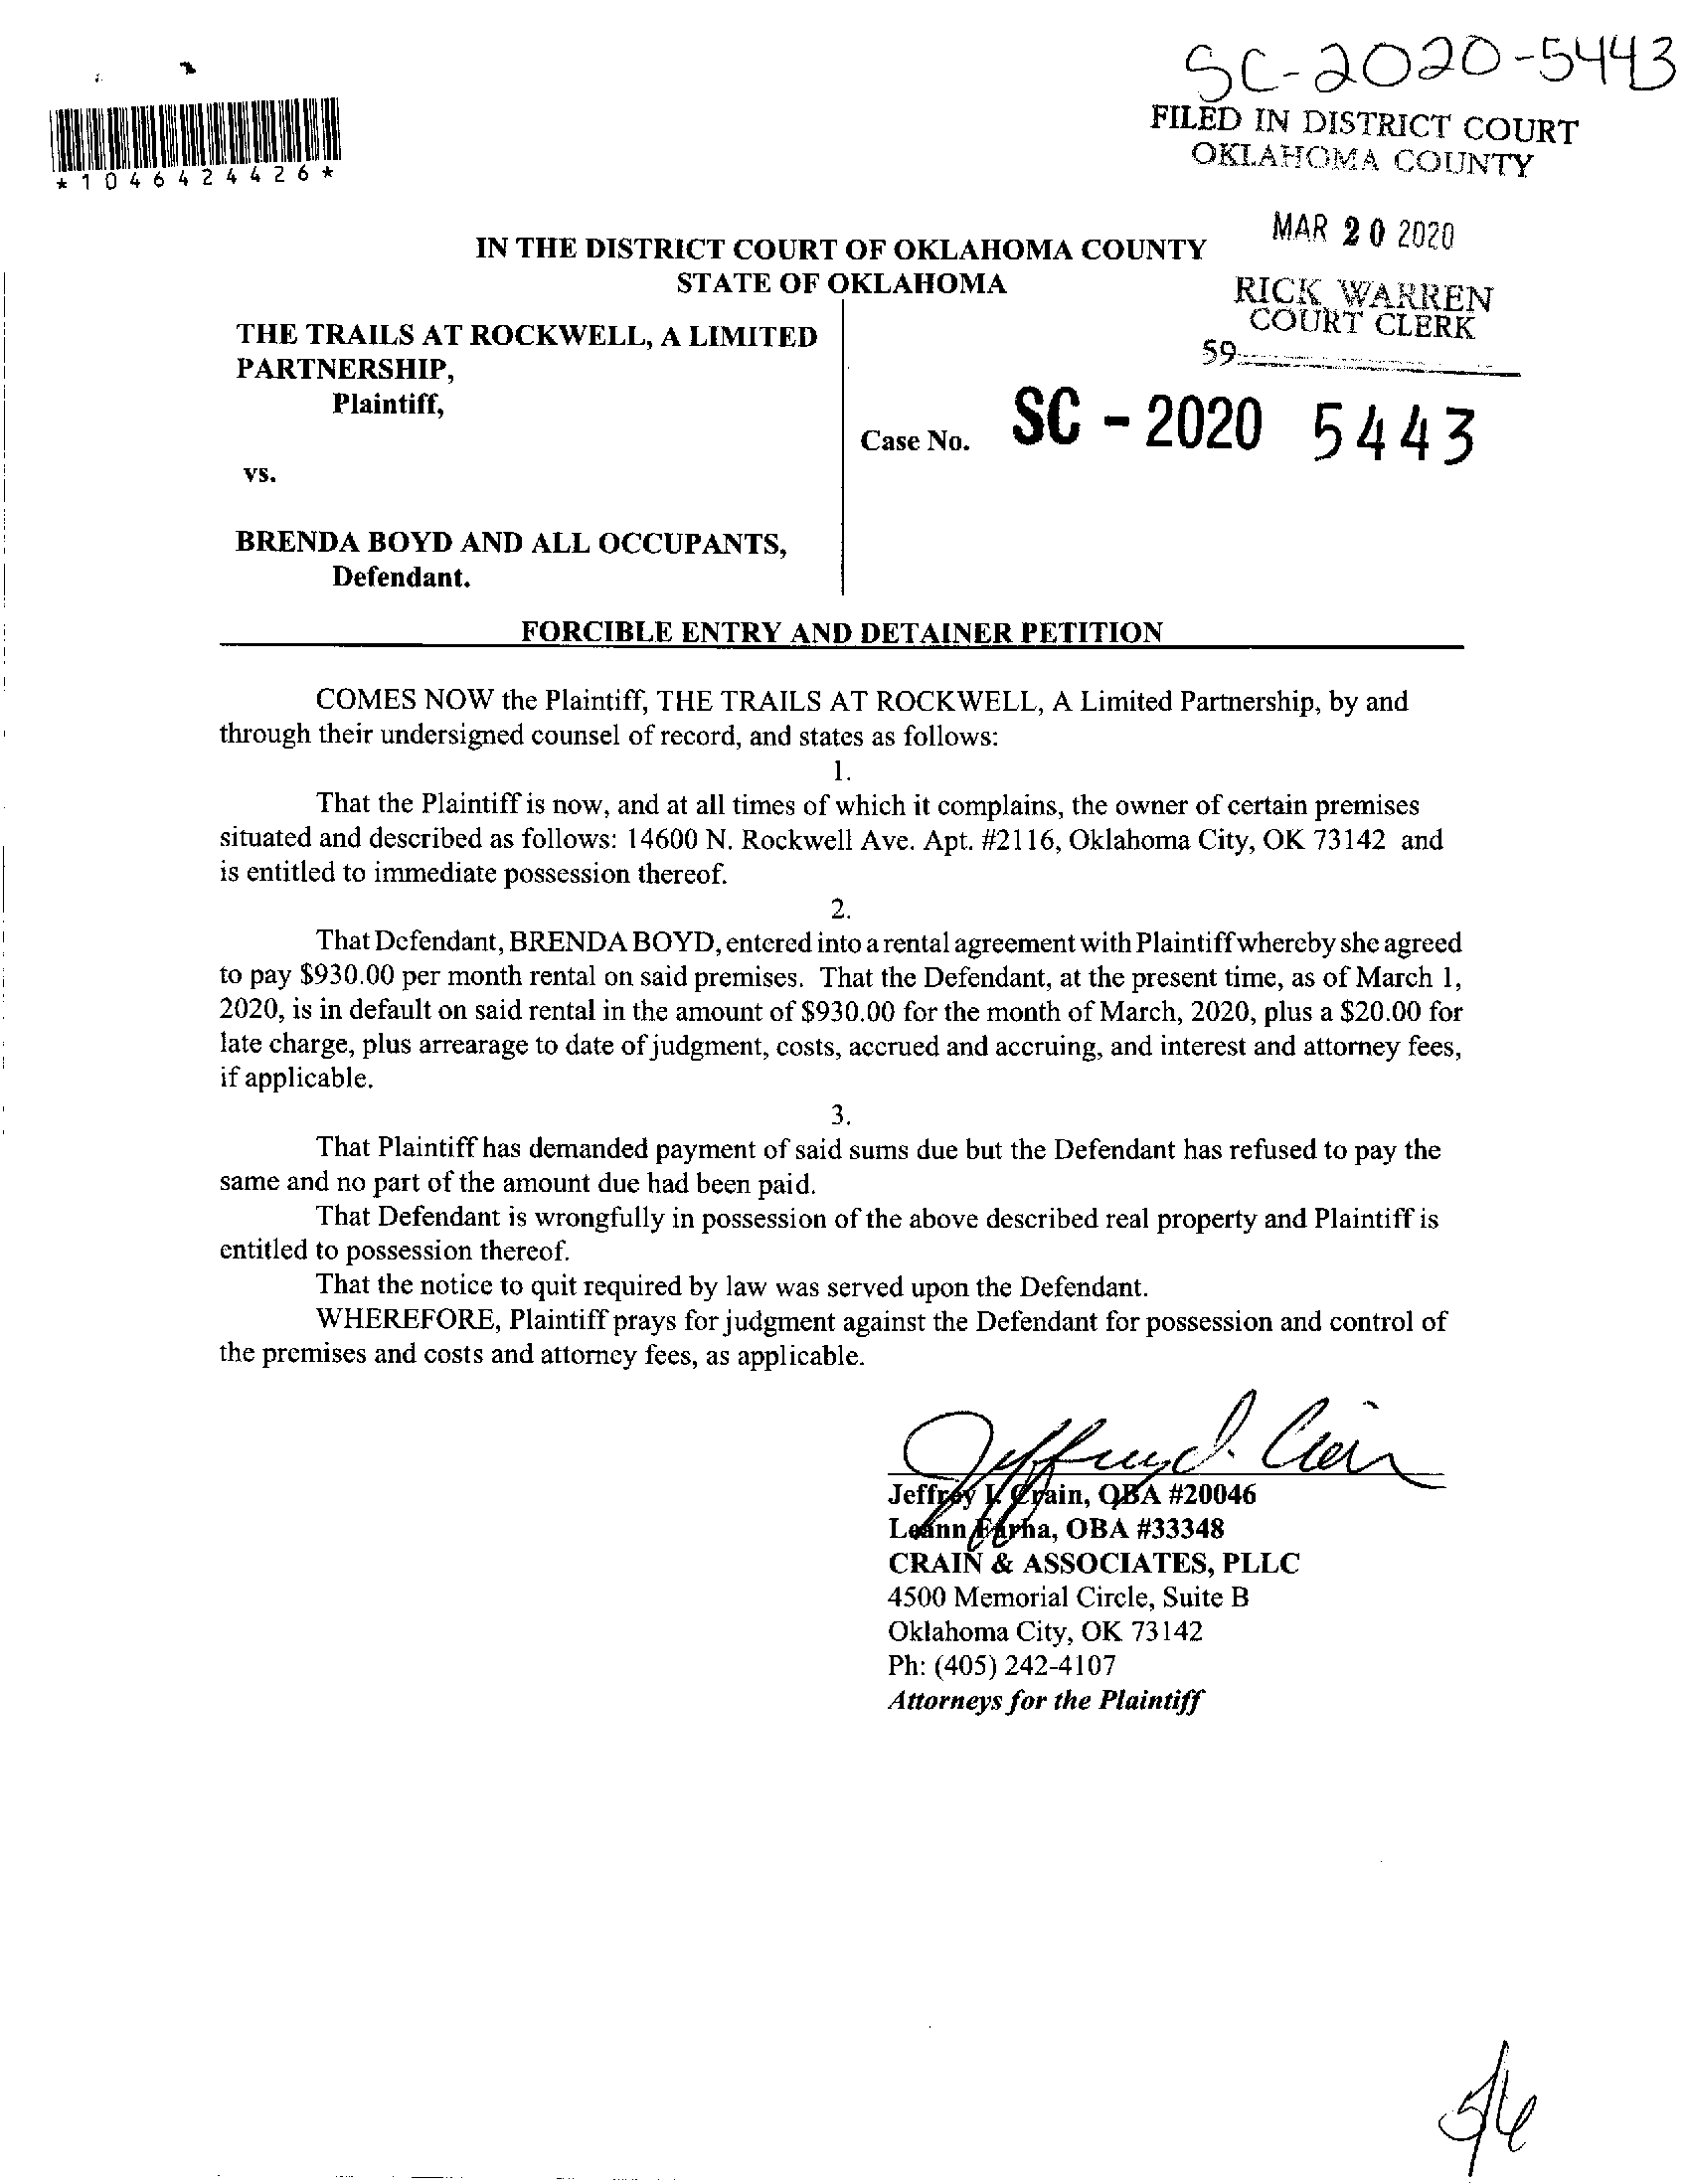 SC-2020-5443
*1046424426*
FILED IN DISTRICT COURT
OKLAHOMA COUNTY
MAR 20 2020
RICK WARREN
COURT CLERK
59
IN THE DISTRICT COURT OF OKLAHOMA COUNTY
STATE OF OKLAHOMA
THE TRAILS AT ROCKWELL, A LIMITED
PARTNERSHIP,
Plaintiff,
Case No. SC - 2020 5443
vs.
BRENDA BOYD AND ALL OCCUPANTS,
Defendant.
FORCIBLE ENTRY AND DETAINER PETITION
COMES NOW the Plaintiff, THE TRAILS AT ROCKWELL, A Limited Partnership, by and
through their undersigned counsel of record, and states as follows:
1.
That the Plaintiff is now, and at all times of which it complains, the owner of certain premises
situated and described as follows: 14600 N. Rockwell Ave. Apt. #2116, Oklahoma City, OK 73142 and
is entitled to immediate possession thereof.
2.
That Defendant, BRENDA BOYD, entered into a rental agreement with Plaintiff whereby she agreed
to pay $930.00 per month rental on said premises. That the Defendant, at the present time, as of March 1,
2020, is in default on said rental in the amount of $930.00 for the month of March, 2020, plus a $20.00 for
late charge, plus arrearage to date of judgment, costs, accrued and accruing, and interest and attorney fees,
if applicable.
3.
That Plaintiff has demanded payment of said sums due but the Defendant has refused to pay the
same and no part of the amount due had been paid.
That Defendant is wrongfully in possession of the above described real property and Plaintiff is
entitled to possession thereof.
That the notice to quit required by law was served upon the Defendant.
WHEREFORE, Plaintiff prays for judgment against the Defendant for possession and control of
the premises and costs and attorney fees, as applicable.
Jeffrey I. Crain, OBA #20046
Leann Farha, OBA #33348
CRAIN & ASSOCIATES, PLLC
4500 Memorial Circle, Suite B
Oklahoma City, OK 73142
Ph: (405) 242-4107
Attorneys for the Plaintiff